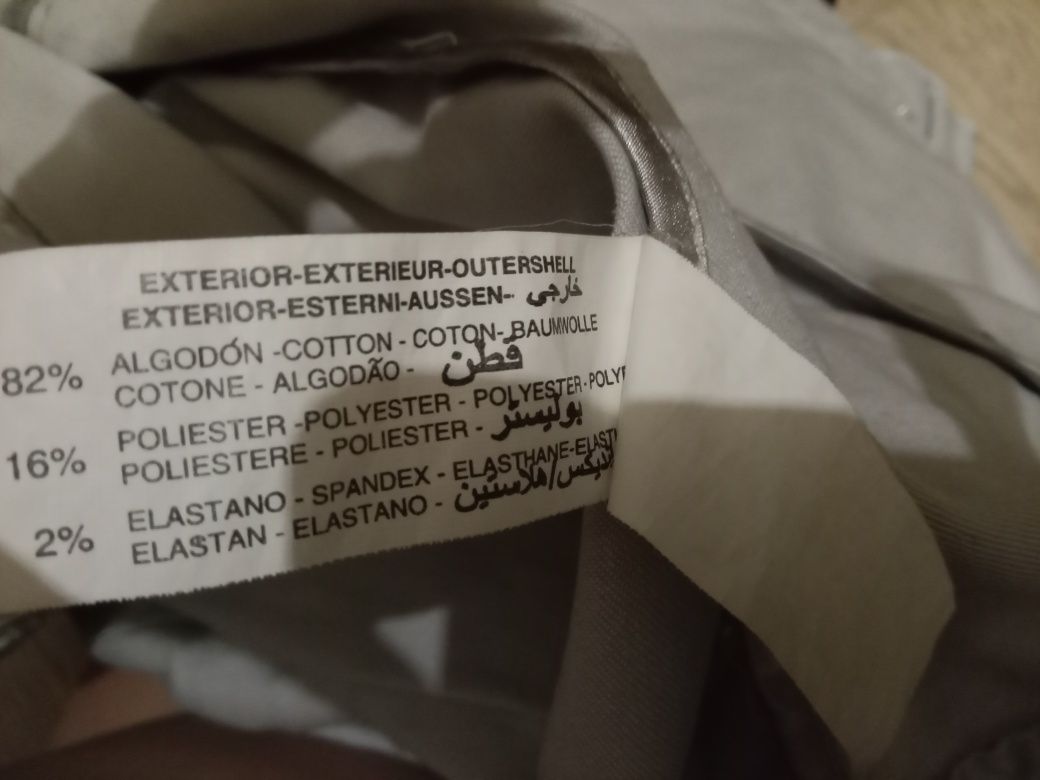 EXTERIOR-EXTERIEUR-OUTERSHELL
EXTERIOR-ESTERNI-AUSSEN- خارجى
82% ALGODÓN -COTTON - COTON- BAUMWOLLE
COTONE - ALGODÃO - قطن
16% POLIESTER -POLYESTER - POLYESTER-
POLIESTERE - POLIESTER - بوليستر
2% ELASTANO - SPANDEX - ELASTHANE-
ELASTAN - ELASTANO -